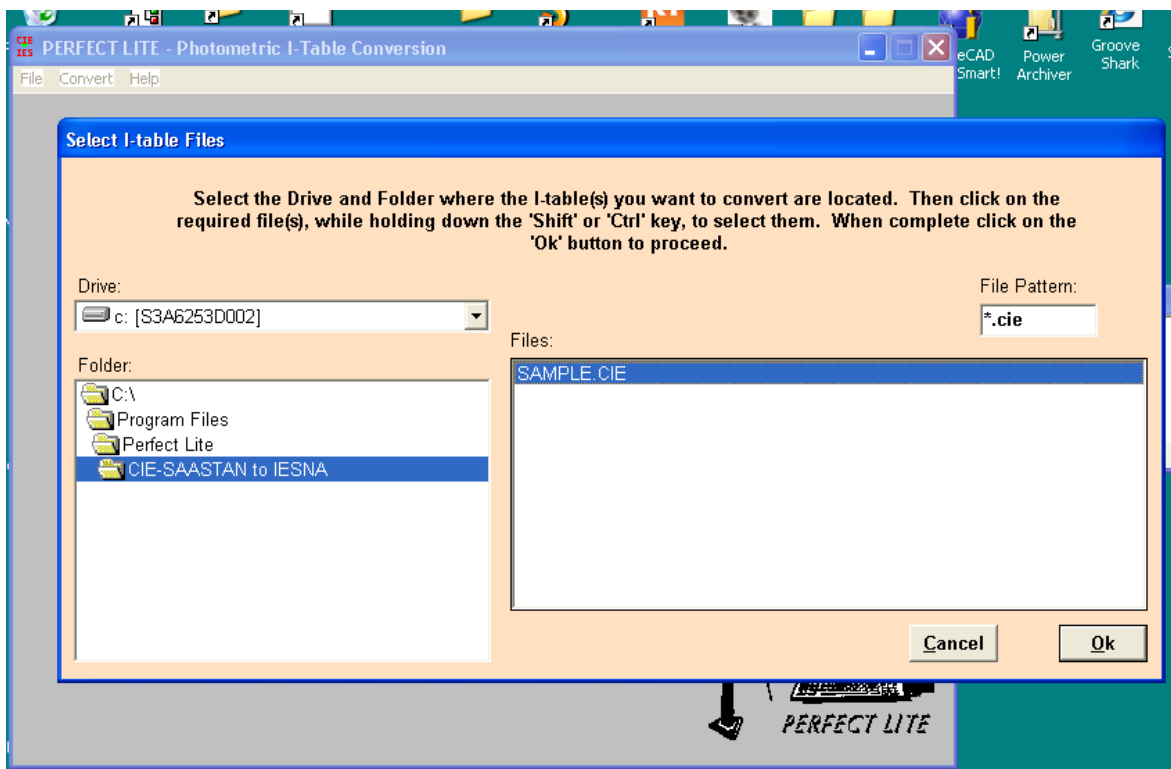 CIE
IES
PERFECT LITE - Photometric I-Table Conversion
eCAD
Smart!
Power
Archiver
Groove
Shark
File Convert Help
Select I-table Files
Select the Drive and Folder where the I-table(s) you want to convert are located. Then click on the
required file(s), while holding down the 'Shift' or 'Ctrl' key, to select them. When complete click on the
'Ok' button to proceed.
Drive:
c: [S3A6253D002]
File Pattern:
*.cie
Folder:
C:\
Program Files
Perfect Lite
CIE-SAASTAN to IESNA
Files:
SAMPLE.CIE
Cancel
Ok
PERFECT LITE